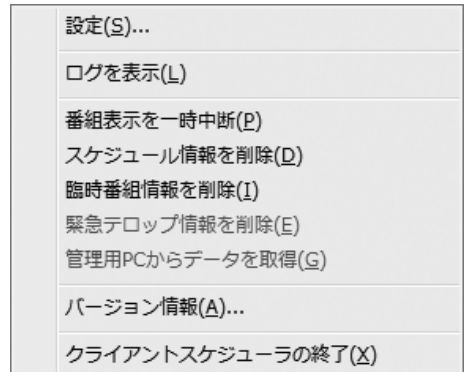 設定(S)...
ログを表示(L)
番組表示を一時中断(P)
スケジュール情報を削除(D)
臨時番組情報を削除(I)
緊急テロップ情報を削除(E)
管理用PCからデータを取得(G)
バージョン情報(A)...
クライアントスケジューラの終了(X)